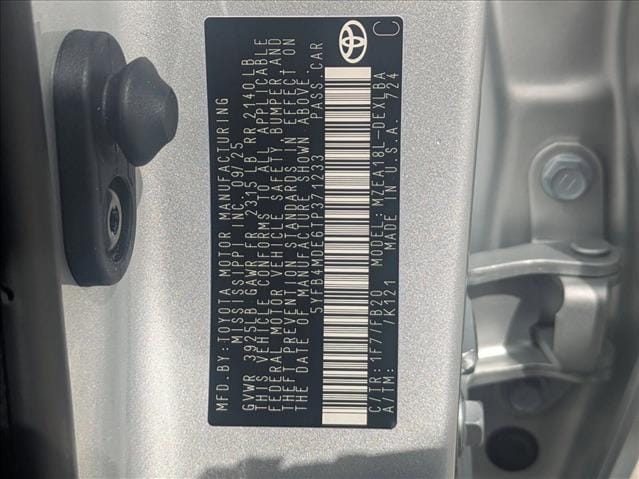 MFD.BY:TOYOTA MOTOR MANUFACTURING
MISSISSIPPI INC. 09/25
GVWR 3925LB GAWR FR 2315LB RR 2140LB
THIS VEHICLE CONFORMS TO ALL APPLICABLE
FEDERAL MOTOR VEHICLE SAFETY, BUMPER, AND
THEFT PREVENTION STANDARDS IN EFFECT ON
THE DATE OF MANUFACTURE SHOWN ABOVE.
5YFB4MDE6TP371233 PASS.CAR
C/TR: 1F7/FB20 MODEL: MZEA18L-DEXLBA
A/TM: /K121 MADE IN U.S.A. 724
C